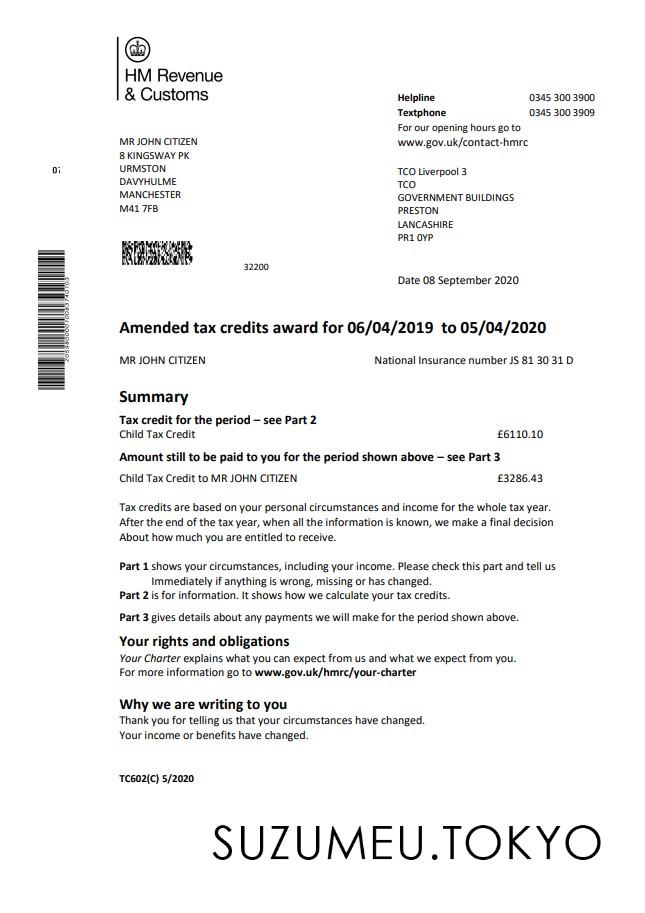 HM Revenue
& Customs
Helpline 0345 300 3900
Textphone 0345 300 3909
For our opening hours go to
www.gov.uk/contact-hmrc
MR JOHN CITIZEN
8 KINGSWAY PK
URMSTON
DAVYHULME
MANCHESTER
M41 7FB
07
TCO Liverpool 3
TCO
GOVERNMENT BUILDINGS
PRESTON
LANCASHIRE
PR1 0YP
32200
Date 08 September 2020
Amended tax credits award for 06/04/2019 to 05/04/2020
MR JOHN CITIZEN National Insurance number JS 81 30 31 D
Summary
Tax credit for the period – see Part 2
Child Tax Credit £6110.10
Amount still to be paid to you for the period shown above – see Part 3
Child Tax Credit to MR JOHN CITIZEN £3286.43
Tax credits are based on your personal circumstances and income for the whole tax year.
After the end of the tax year, when all the information is known, we make a final decision
About how much you are entitled to receive.
Part 1 shows your circumstances, including your income. Please check this part and tell us
Immediately if anything is wrong, missing or has changed.
Part 2 is for information. It shows how we calculate your tax credits.
Part 3 gives details about any payments we will make for the period shown above.
Your rights and obligations
Your Charter explains what you can expect from us and what we expect from you.
For more information go to www.gov.uk/hmrc/your-charter
Why we are writing to you
Thank you for telling us that your circumstances have changed.
Your income or benefits have changed.
TC602(C) 5/2020
SUZUMEU.TOKYO